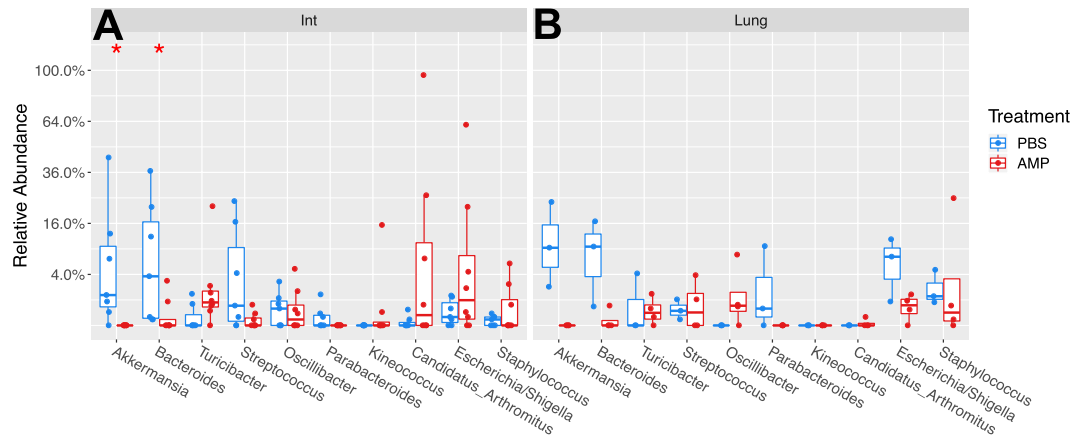 A
Int
B
Lung
* *
Relative Abundance
100.0%
64.0%
36.0%
16.0%
4.0%
Akkermansia
Bacteroides
Turicibacter
Streptococcus
Oscillibacter
Parabacteroides
Kineococcus
Candidatus_Arthromitus
Escherichia/Shigella
Staphylococcus
Akkermansia
Bacteroides
Turicibacter
Streptococcus
Oscillibacter
Parabacteroides
Kineococcus
Candidatus_Arthromitus
Escherichia/Shigella
Staphylococcus
Treatment
PBS
AMP